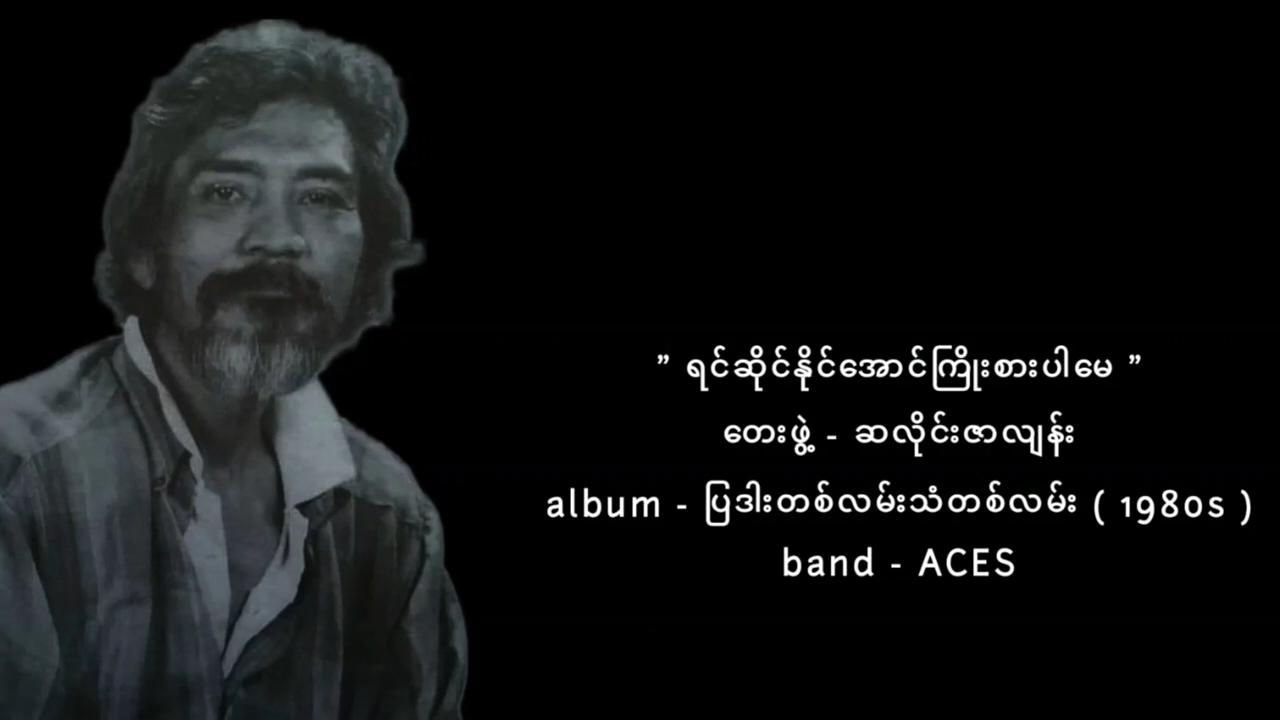 ” ရင်ဆိုင်နိုင်အောင်ကြိုးစားပါမေ ”
တေးဖွဲ့ - ဆလိုင်းဇာလျန်း
album - ပြဒါးတစ်လမ်းသံတစ်လမ်း ( 1980s )
band - ACES